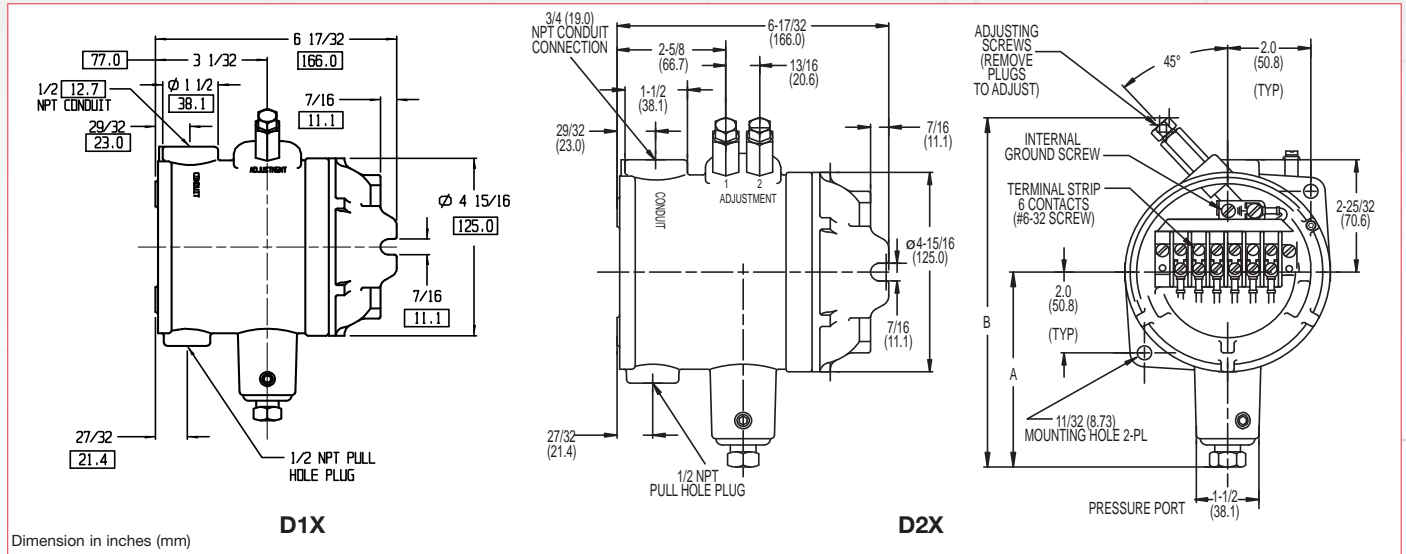 6 17/32
166.0
77.0
3 1/32
1/2 12.7
NPT CONDUIT
Ø 1 1/2
38.1
7/16
11.1
29/32
23.0
CONDUIT
ADJUSTMENT
Ø 4 15/16
125.0
7/16
11.1
27/32
21.4
1/2 NPT PULL
HOLE PLUG
D1X
3/4 (19.0)
NPT CONDUIT
CONNECTION
6-17/32
(166.0)
2-5/8
(66.7)
13/16
(20.6)
1-1/2
(38.1)
29/32
(23.0)
7/16
(11.1)
1 2
ADJUSTMENT
CONDUIT
ø4-15/16
(125.0)
7/16
(11.1)
27/32
(21.4)
1/2 NPT
PULL HOLE PLUG
D2X
ADJUSTING
SCREWS
(REMOVE
PLUGS
TO ADJUST)
45°
2.0
(50.8)
(TYP)
INTERNAL
GROUND SCREW
TERMINAL STRIP
6 CONTACTS
(#6-32 SCREW)
2-25/32
(70.6)
2.0
(50.8)
(TYP)
B
A
11/32 (8.73)
MOUNTING HOLE 2-PL
PRESSURE PORT
1-1/2
(38.1)
Dimension in inches (mm)